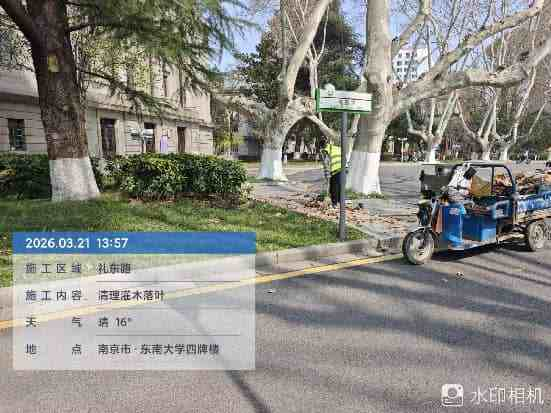 2026.03.21 13:57
施工区域 礼东路
施工内容 清理灌木落叶
天气 晴 16°
地点 南京市·东南大学四牌楼
水印相机